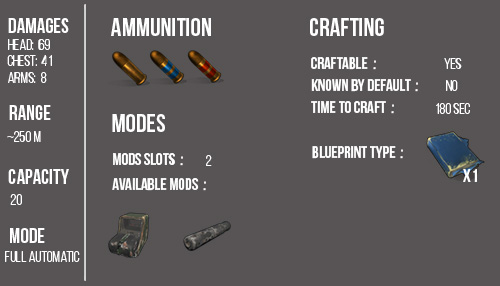 DAMAGES
HEAD: 69
CHEST: 41
ARMS: 8
RANGE
~250 M
CAPACITY
20
MODE
FULL AUTOMATIC
AMMUNITION
MODES
MODS SLOTS : 2
AVAILABLE MODS :
CRAFTING
CRAFTABLE : YES
KNOWN BY DEFAULT : NO
TIME TO CRAFT : 180 SEC
BLUEPRINT TYPE :
X1